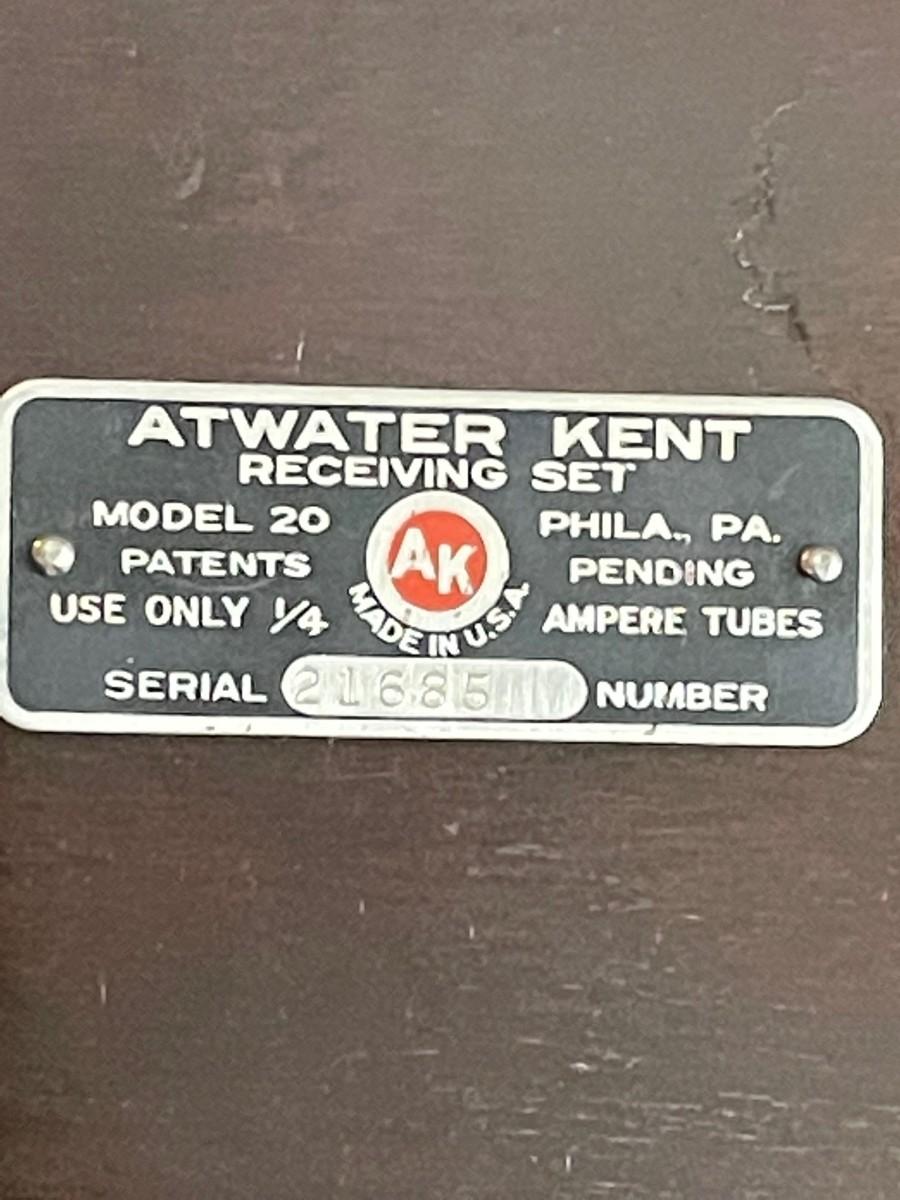 ATWATER KENT
RECEIVING SET
MODEL 20 AK PHILA., PA.
PATENTS PENDING
USE ONLY 1/4 AMPERE TUBES
MADE IN U.S.A.
SERIAL 21685 NUMBER